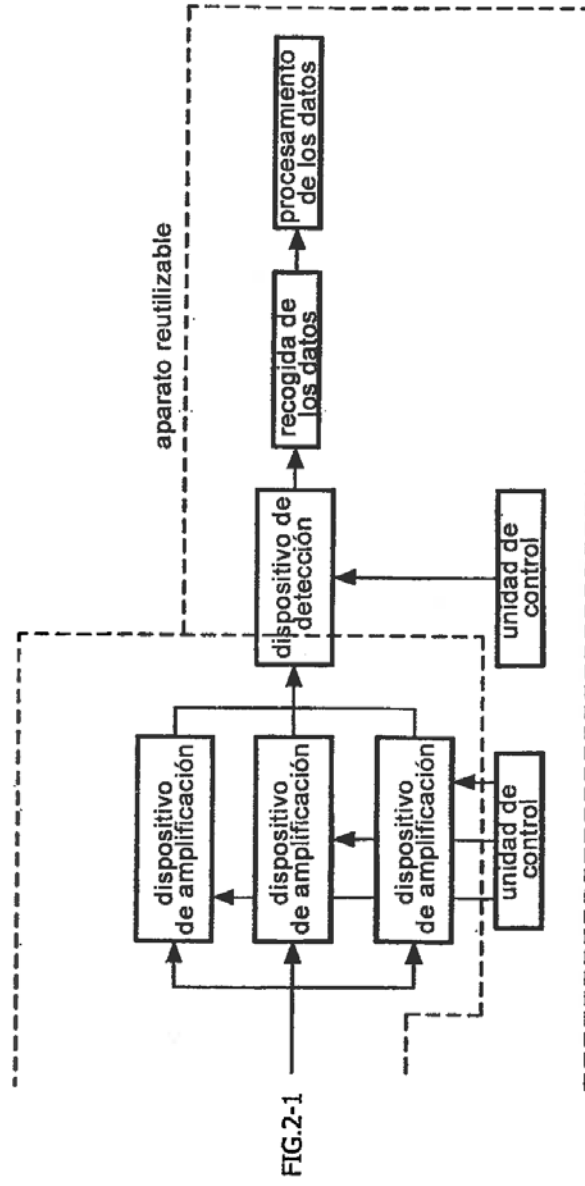 aparato reutilizable
dispositivo
de amplificación
dispositivo
de amplificación
dispositivo
de amplificación
dispositivo de
detección
recogida de
los datos
procesamiento
de los datos
unidad de
control
unidad de
control
FIG.2-1